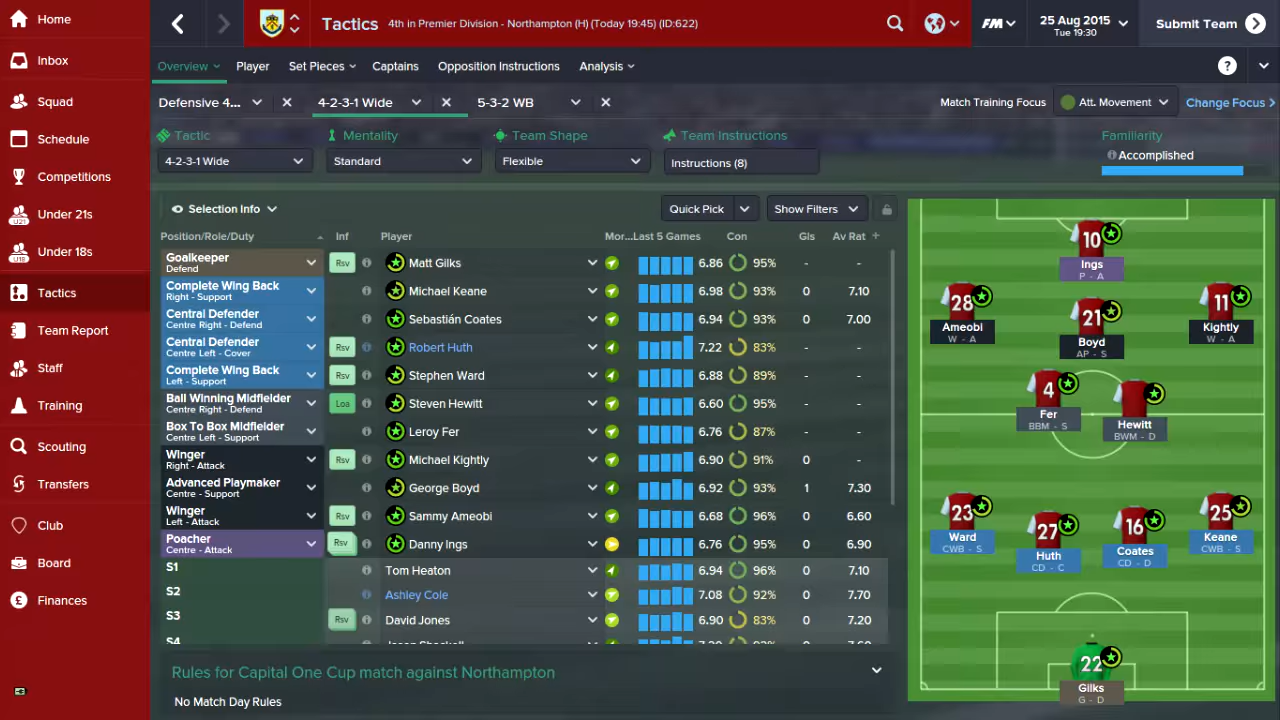 Home
Inbox
Squad
Schedule
Competitions
Under 21s
Under 18s
Tactics
Team Report
Staff
Training
Scouting
Transfers
Club
Board
Finances
Tactics 4th in Premier Division - Northampton (H) (Today 19:45) (ID:622)
FM
25 Aug 2015
Tue 19:30
Submit Team
Overview Player Set Pieces Captains Opposition Instructions Analysis
?
Defensive 4... 4-2-3-1 Wide 5-3-2 WB
Match Training Focus Att. Movement Change Focus
Tactic Mentality Team Shape Team Instructions Familiarity
4-2-3-1 Wide Standard Flexible Instructions (8) Accomplished
Selection Info Quick Pick Show Filters
Position/Role/Duty Inf Player Mor... Last 5 Games Con Gls Av Rat +
Goalkeeper Rsv Matt Gilks 6.86 95% - -
Defend
Complete Wing Back Michael Keane 6.98 93% 0 7.10
Right - Support
Central Defender Sebastián Coates 6.94 93% 0 7.00
Centre Right - Defend
Central Defender Rsv Robert Huth 7.22 83% - -
Centre Left - Cover
Complete Wing Back Rsv Stephen Ward 6.88 89% 0 -
Left - Support
Ball Winning Midfielder Loa Steven Hewitt 6.60 95% - -
Centre Right - Defend
Box To Box Midfielder Leroy Fer 6.76 87% 0 -
Centre Left - Support
Winger Rsv Michael Kightly 6.90 91% 0 -
Right - Attack
Advanced Playmaker George Boyd 6.92 93% 1 7.30
Centre - Support
Winger Rsv Sammy Ameobi 6.68 96% 0 6.60
Left - Attack
Poacher Rsv Danny Ings 6.76 95% 0 6.90
Centre - Attack
S1 Tom Heaton 6.94 96% 0 7.10
S2 Ashley Cole 7.08 92% 0 7.70
S3 Rsv David Jones 6.90 83% 0 7.20
S4
Rules for Capital One Cup match against Northampton
No Match Day Rules
10
Ings
P - A
28 21 11
Ameobi Boyd Kightly
W - A AP - S W - A
4
Fer Hewitt
BBM - S BWM - D
23 27 16 25
Ward Huth Coates Keane
CWB - S CD - C CD - D CWB - S
22
Gilks
G - D